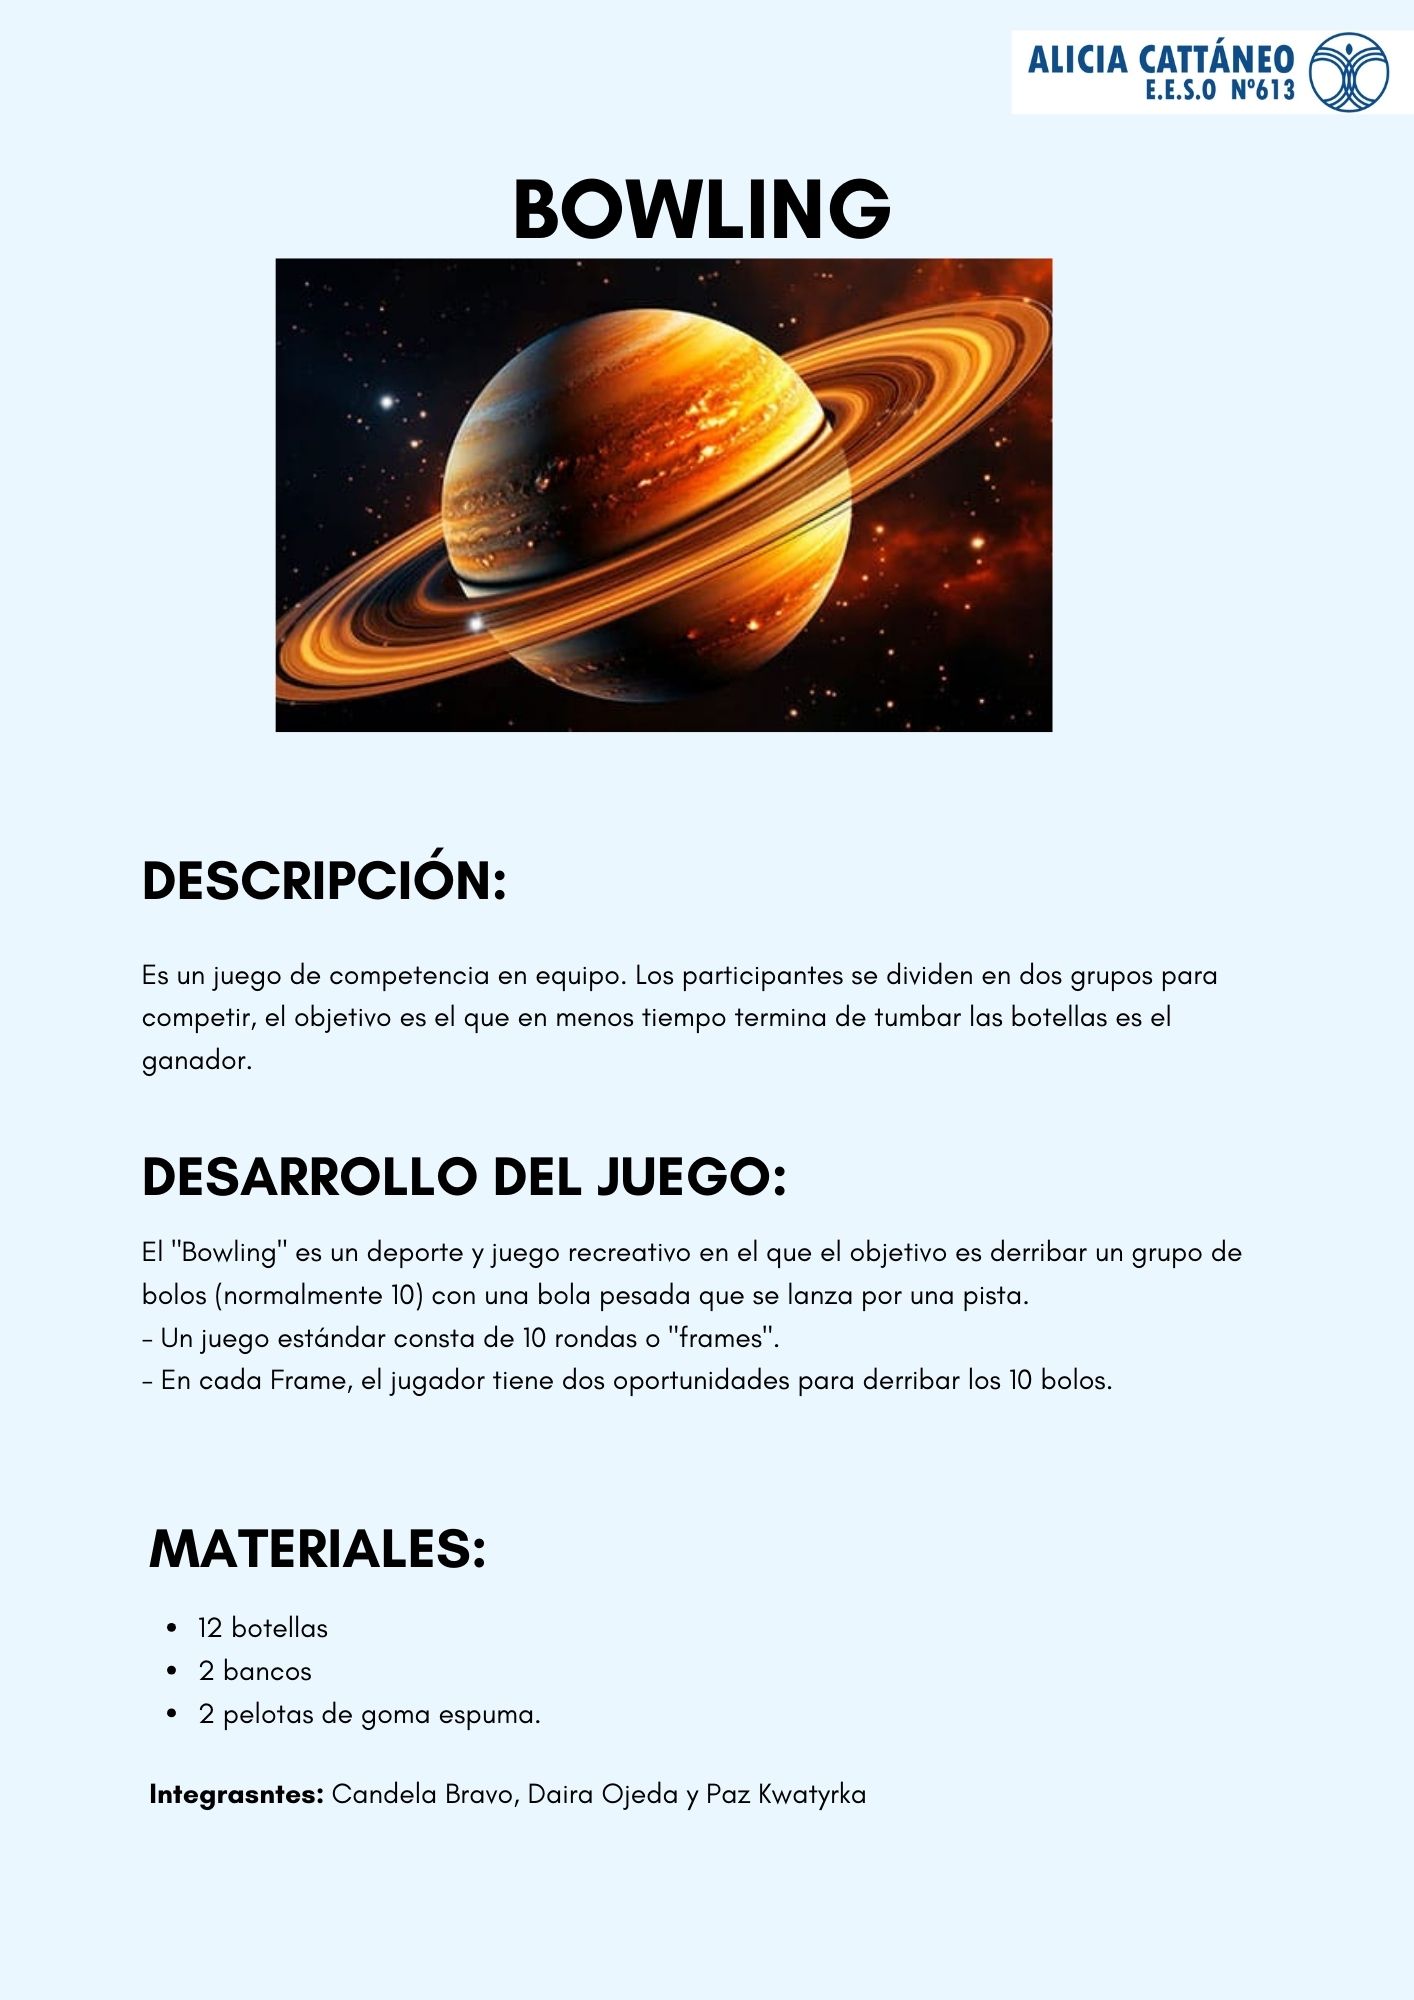 ALICIA CATTÁNEO
E.E.S.O Nº613
BOWLING
DESCRIPCIÓN:
Es un juego de competencia en equipo. Los participantes se dividen en dos grupos para
competir, el objetivo es el que en menos tiempo termina de tumbar las botellas es el
ganador.
DESARROLLO DEL JUEGO:
El "Bowling" es un deporte y juego recreativo en el que el objetivo es derribar un grupo de
bolos (normalmente 10) con una bola pesada que se lanza por una pista.
- Un juego estándar consta de 10 rondas o "frames".
- En cada Frame, el jugador tiene dos oportunidades para derribar los 10 bolos.
MATERIALES:
• 12 botellas
• 2 bancos
• 2 pelotas de goma espuma.
Integrasntes: Candela Bravo, Daira Ojeda y Paz Kwatyrka